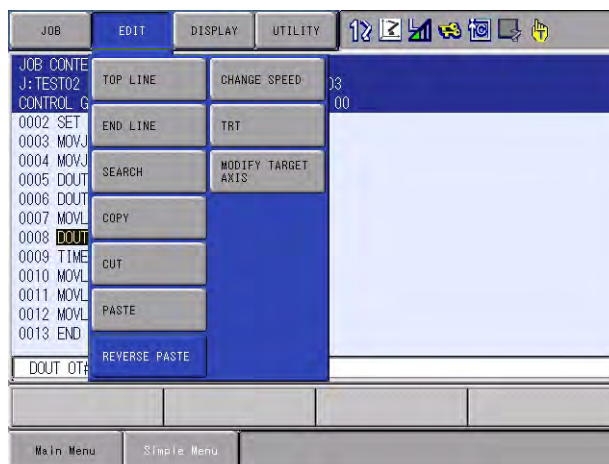 JOB EDIT DISPLAY UTILITY
JOB CONTE
J:TEST02 03
CONTROL G 00
TOP LINE CHANGE SPEED
END LINE TRT
SEARCH MODIFY TARGET
AXIS
COPY
CUT
PASTE
REVERSE PASTE
0002 SET
0003 MOVJ
0004 MOVJ
0005 DOUT
0006 DOUT
0007 MOVL
0008 DOUT
0009 TIME
0010 MOVL
0011 MOVL
0012 MOVL
0013 END
DOUT OT#
Main Menu Simple Menu